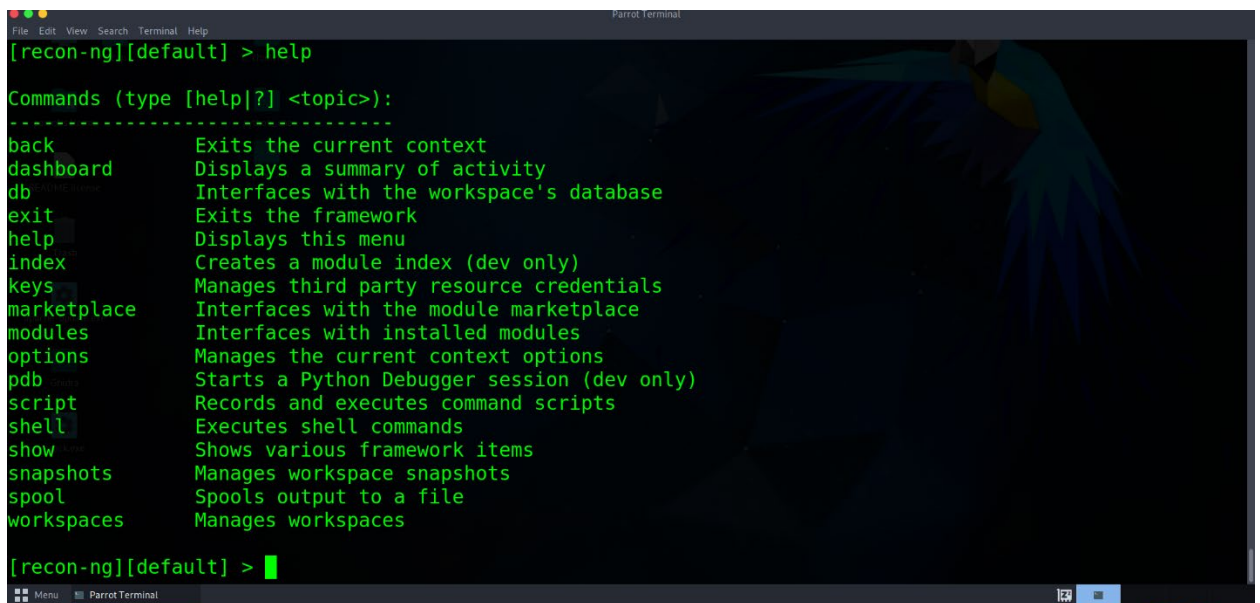 Parrot Terminal
File Edit View Search Terminal Help
[recon-ng][default] > help
Commands (type [help|?] <topic>):
---------------------------------
back Exits the current context
dashboard Displays a summary of activity
db Interfaces with the workspace's database
exit Exits the framework
help Displays this menu
index Creates a module index (dev only)
keys Manages third party resource credentials
marketplace Interfaces with the module marketplace
modules Interfaces with installed modules
options Manages the current context options
pdb Starts a Python Debugger session (dev only)
script Records and executes command scripts
shell Executes shell commands
show Shows various framework items
snapshots Manages workspace snapshots
spool Spools output to a file
workspaces Manages workspaces
[recon-ng][default] >
Menu Parrot Terminal